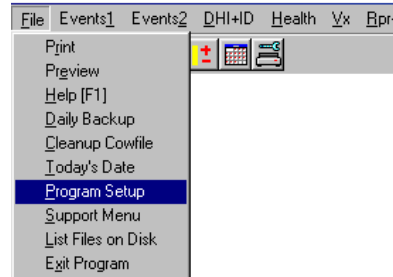 File Events1 Events2 DHI+ID Health Vx Rpr
Print
Preview
Help [F1]
Daily Backup
Cleanup Cowfile
Today's Date
Program Setup
Support Menu
List Files on Disk
Exit Program